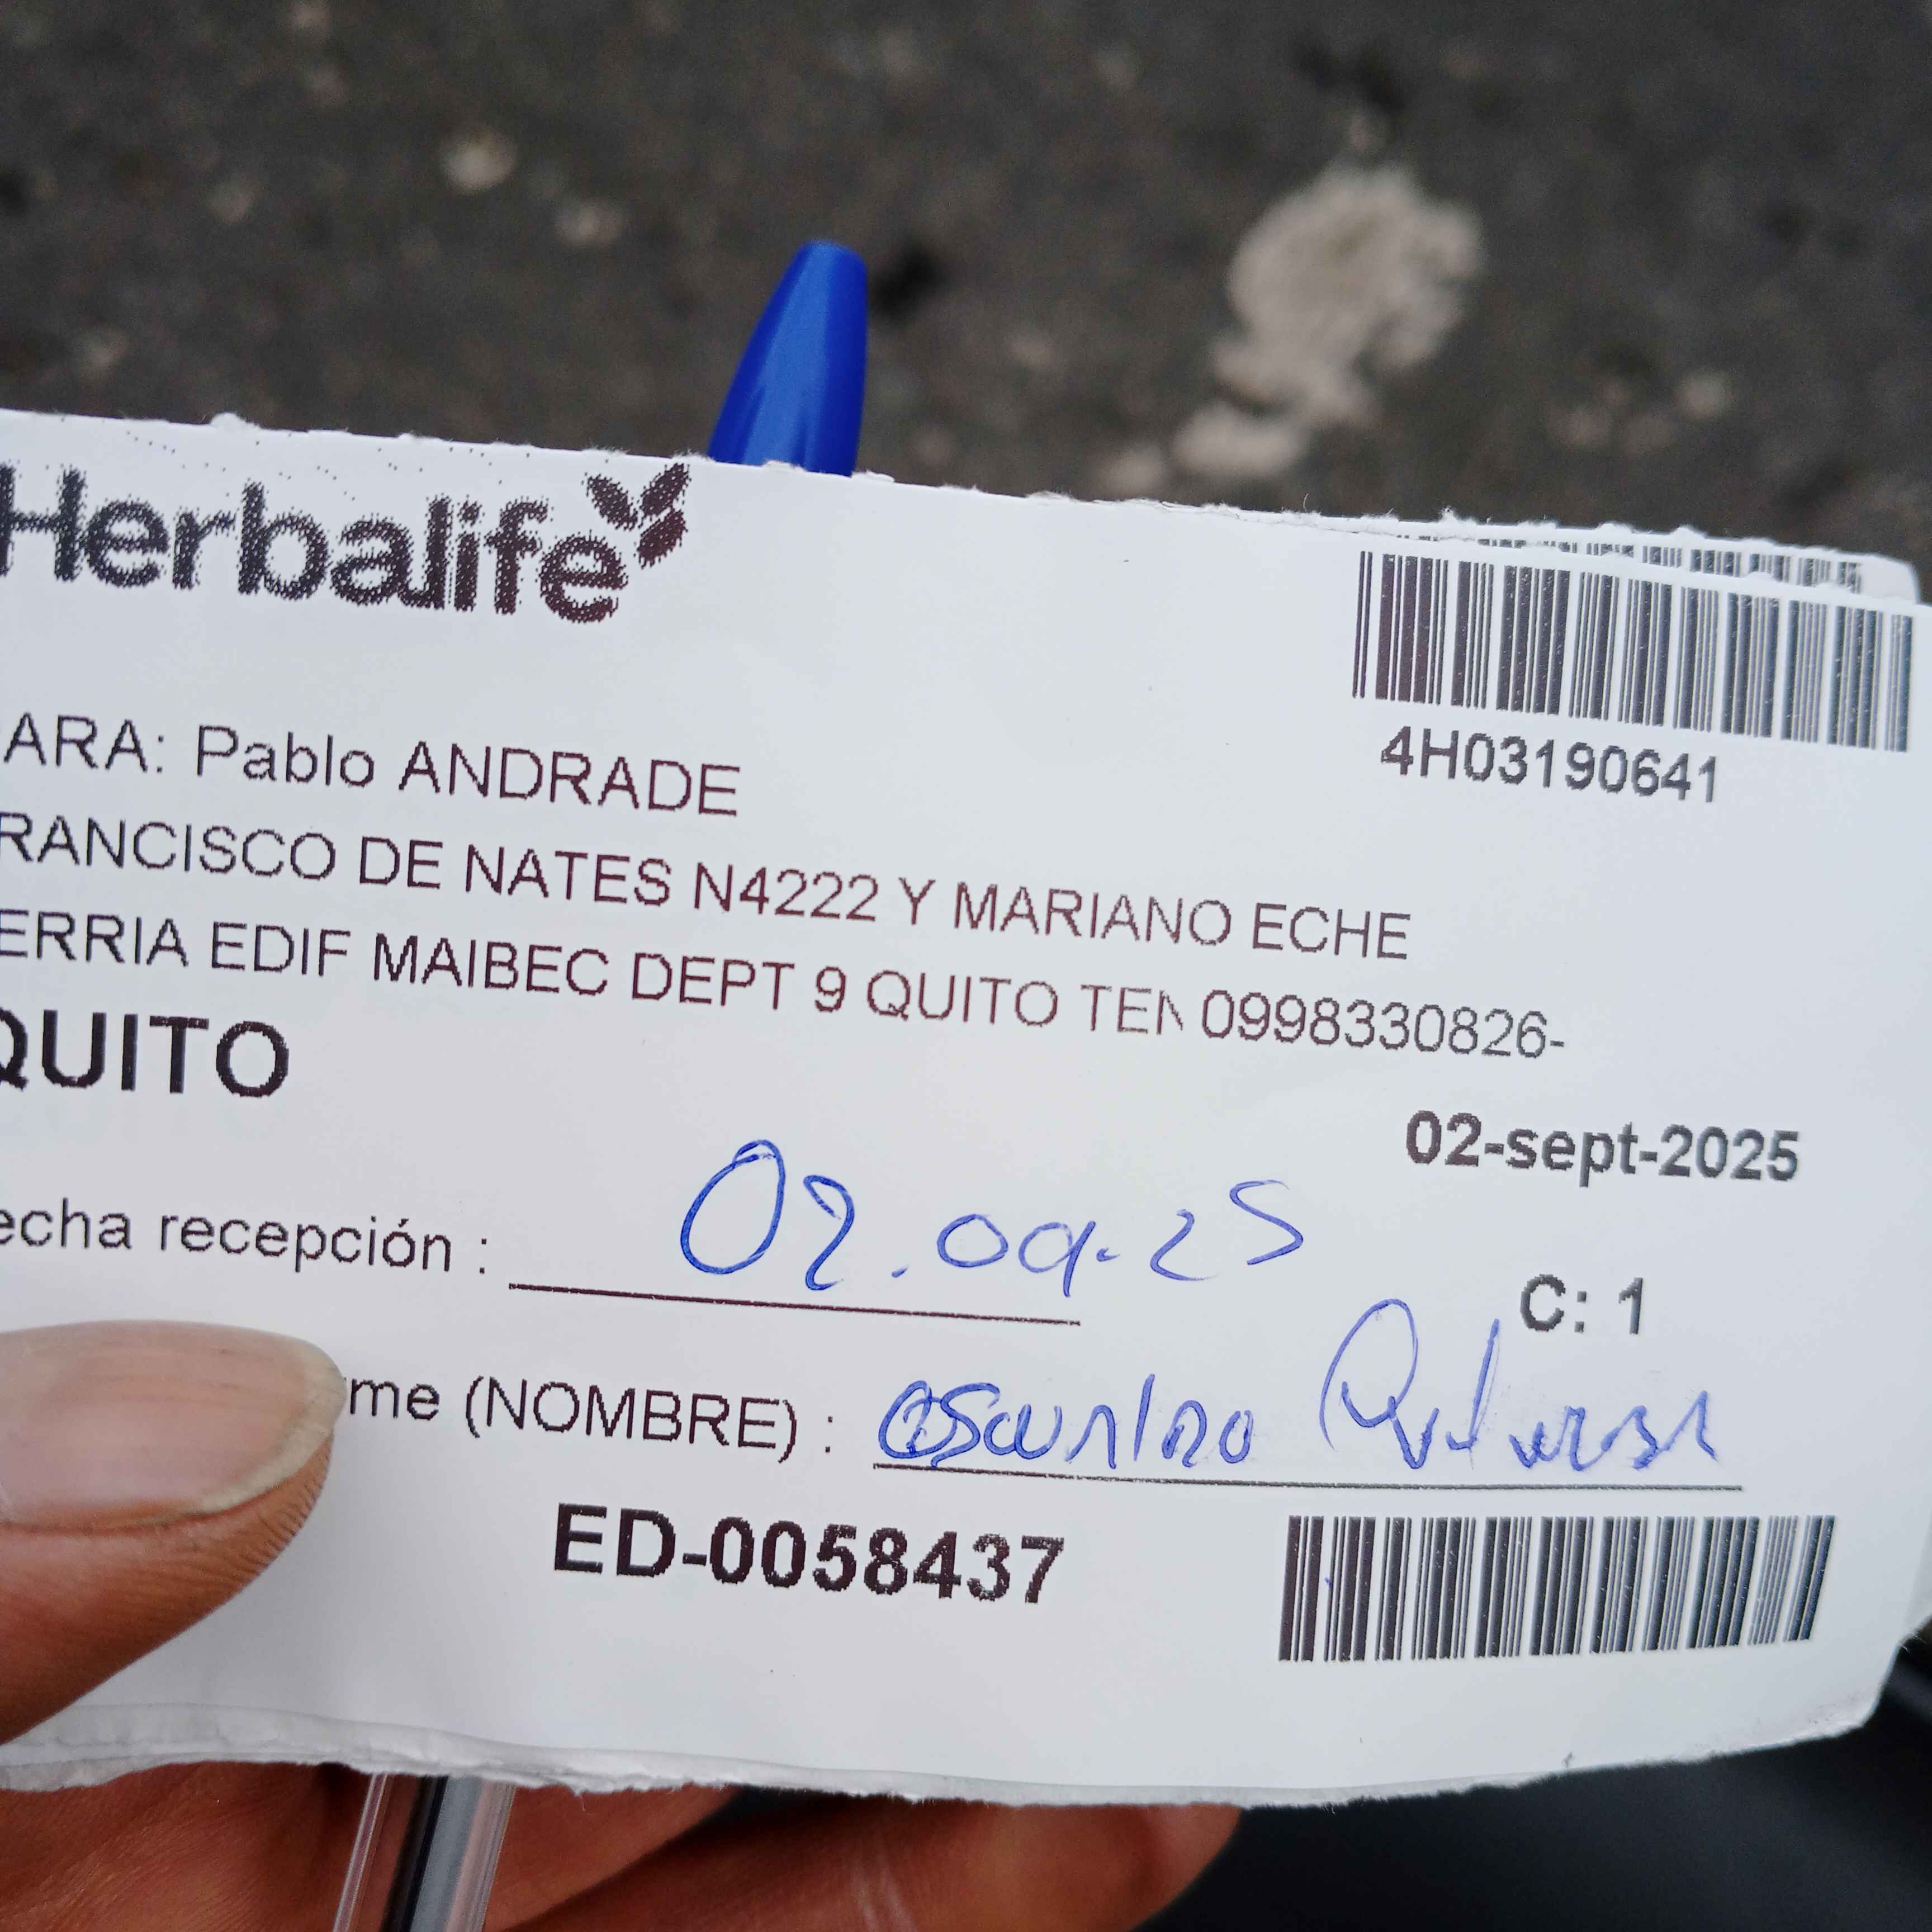 Herbalife
4H03190641
ARA: Pablo ANDRADE
RANCISCO DE NATES N4222 Y MARIANO ECHE
ERRIA EDIF MAIBEC DEPT 9 QUITO TEN 0998330826-
QUITO
02-sept-2025
echa recepción : 02.09.25
C: 1
me (NOMBRE) :
ED-0058437